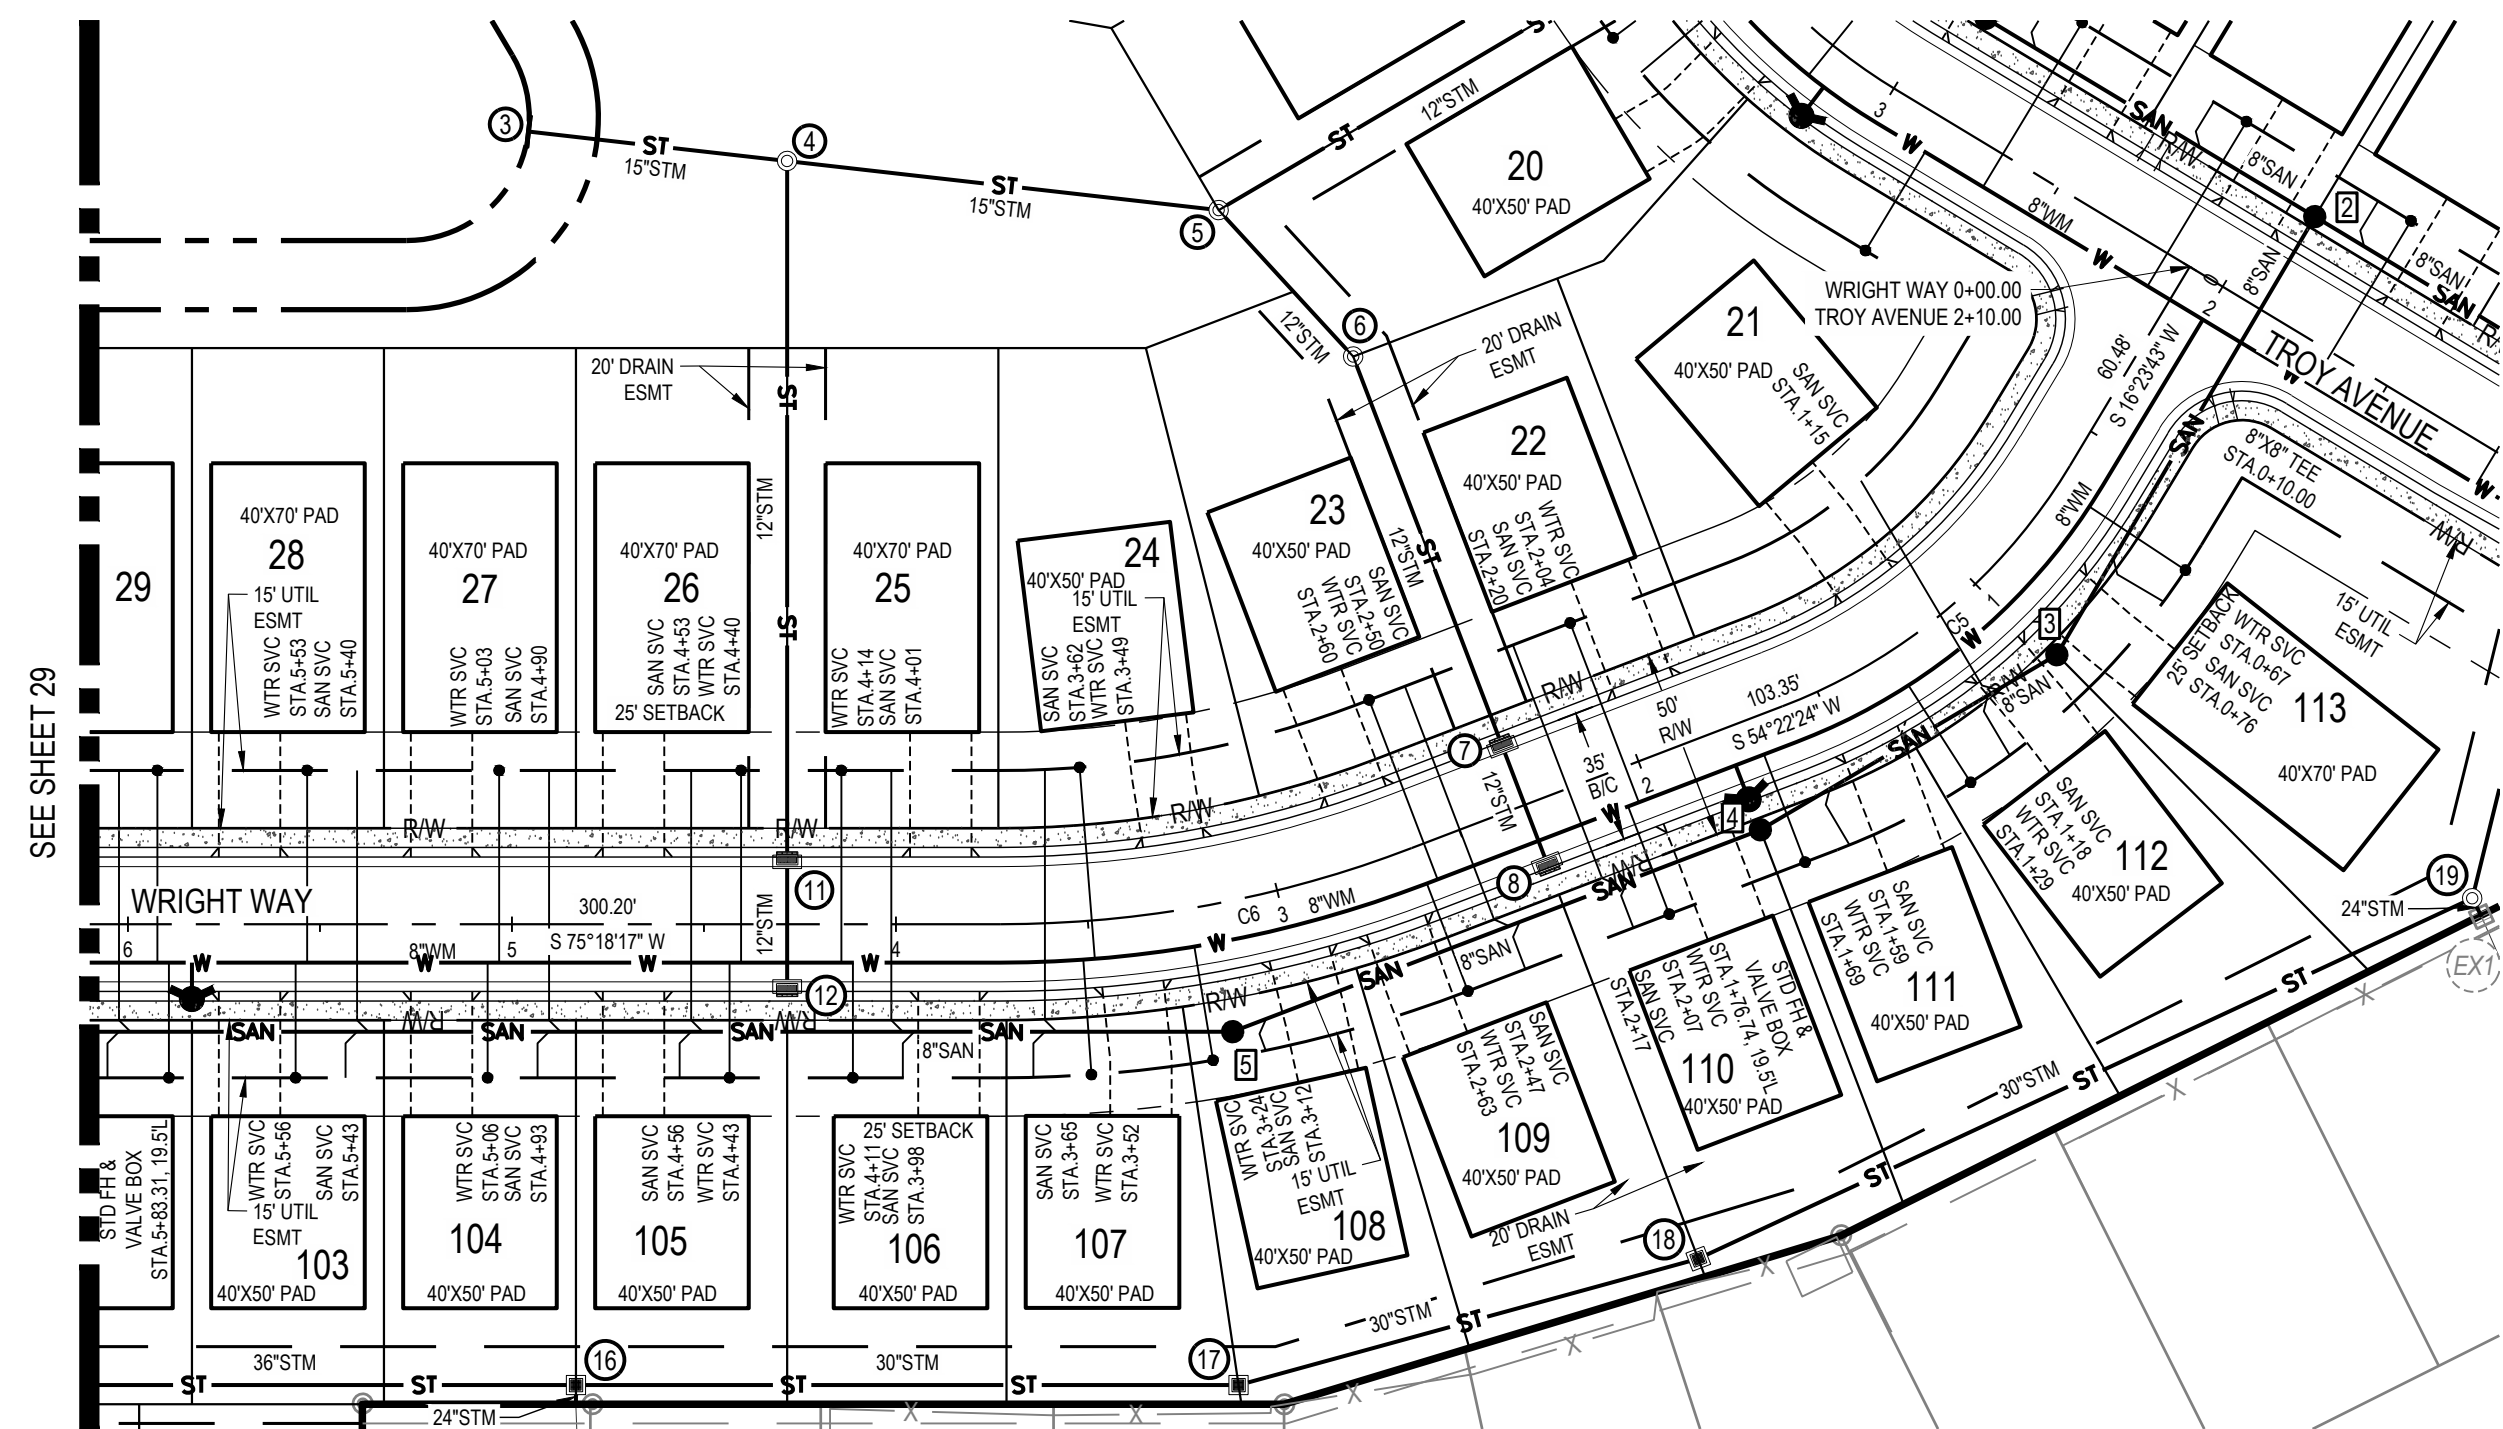 SEE SHEET 29
3
ST
15"STM
4
ST
15"STM
5
ST
12"STM
20
40'X50' PAD
3
W
8"WM
W
SAN
R/W
8"SAN
2
8"SAN
SAN
8"SAN
WRIGHT WAY 0+00.00
TROY AVENUE 2+10.00
0
2
TROY AVENUE
W
W
60.48'
S 16°23'43" W
SAN
8"X8" TEE
STA.0+10.00
R/W
8"WM
12"STM
6
20' DRAIN
ESMT
20' DRAIN
ESMT
21
40'X50' PAD
SAN SVC
STA.1+15
22
40'X50' PAD
WTR SVC
STA.2+04
SAN SVC
STA.2+20
23
40'X50' PAD
SAN SVC
STA.2+50
WTR SVC
STA.2+60
ST
12"STM
24
40'X50' PAD
15' UTIL
ESMT
SAN SVC
STA.3+62
WTR SVC
STA.3+49
ST
12"STM
ST
40'X70' PAD
25
WTR SVC
STA.4+14
SAN SVC
STA.4+01
40'X70' PAD
26
SAN SVC
STA.4+53
WTR SVC
STA.4+40
25' SETBACK
40'X70' PAD
27
WTR SVC
STA.5+03
SAN SVC
STA.4+90
40'X70' PAD
28
15' UTIL
ESMT
WTR SVC
STA.5+53
SAN SVC
STA.5+40
29
R/W
R/W
R/W
R/W
7
12"STM
35'
B/C
50'
R/W
103.35'
S 54°22'24" W
2
C5
1
W
3
R/W
8"SAN
SAN
4
W
8
R/W
SAN
15' UTIL
ESMT
25' SETBACK
WTR SVC
STA.0+67
SAN SVC
STA.0+76
113
40'X70' PAD
11
12"STM
12
WRIGHT WAY
300.20'
S 75°18'17" W
6
5
4
8"WM
W
W
W
W
C6
3
8"WM
W
R/W
R/W
R/W
SAN
SAN
SAN
SAN
8"SAN
5
SAN
8"SAN
SAN SVC
STA.1+18
WTR SVC
STA.1+29
112
40'X50' PAD
SAN SVC
STA.1+59
WTR SVC
STA.1+69
111
40'X50' PAD
STD FH &
VALVE BOX
STA.1+76.74, 19.5'L
WTR SVC
STA.2+07
SAN SVC
STA.2+17
110
40'X50' PAD
SAN SVC
STA.2+47
WTR SVC
STA.2+63
109
40'X50' PAD
WTR SVC
STA.3+24
SAN SVC
STA.3+12
15' UTIL
ESMT
108
40'X50' PAD
SAN SVC
STA.3+65
WTR SVC
STA.3+52
107
40'X50' PAD
25' SETBACK
WTR SVC
STA.4+11
SAN SVC
STA.3+98
106
40'X50' PAD
SAN SVC
STA.4+56
WTR SVC
STA.4+43
105
40'X50' PAD
WTR SVC
STA.5+06
SAN SVC
STA.4+93
104
40'X50' PAD
WTR SVC
STA.5+56
SAN SVC
STA.5+43
15' UTIL
ESMT
103
40'X50' PAD
STD FH &
VALVE BOX
STA.5+83.31, 19.5'L
19
24"STM
EX1
ST
X
30"STM
ST
X
20' DRAIN
ESMT
ST
18
X
30"STM
ST
X
17
X
36"STM
16
30"STM
ST
ST
ST
ST
24"STM
X
X